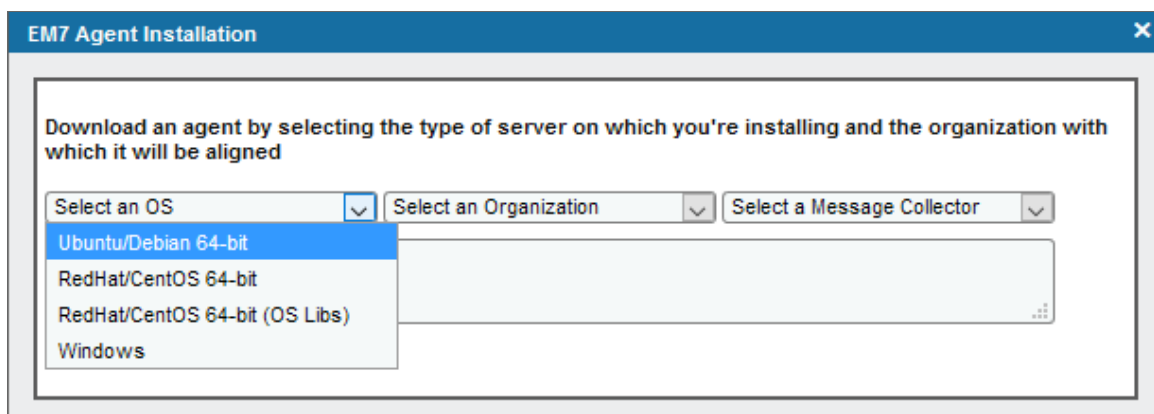 EM7 Agent Installation
Download an agent by selecting the type of server on which you're installing and the organization with
which it will be aligned
Select an OS
Select an Organization
Select a Message Collector
Ubuntu/Debian 64-bit
RedHat/CentOS 64-bit
RedHat/CentOS 64-bit (OS Libs)
Windows